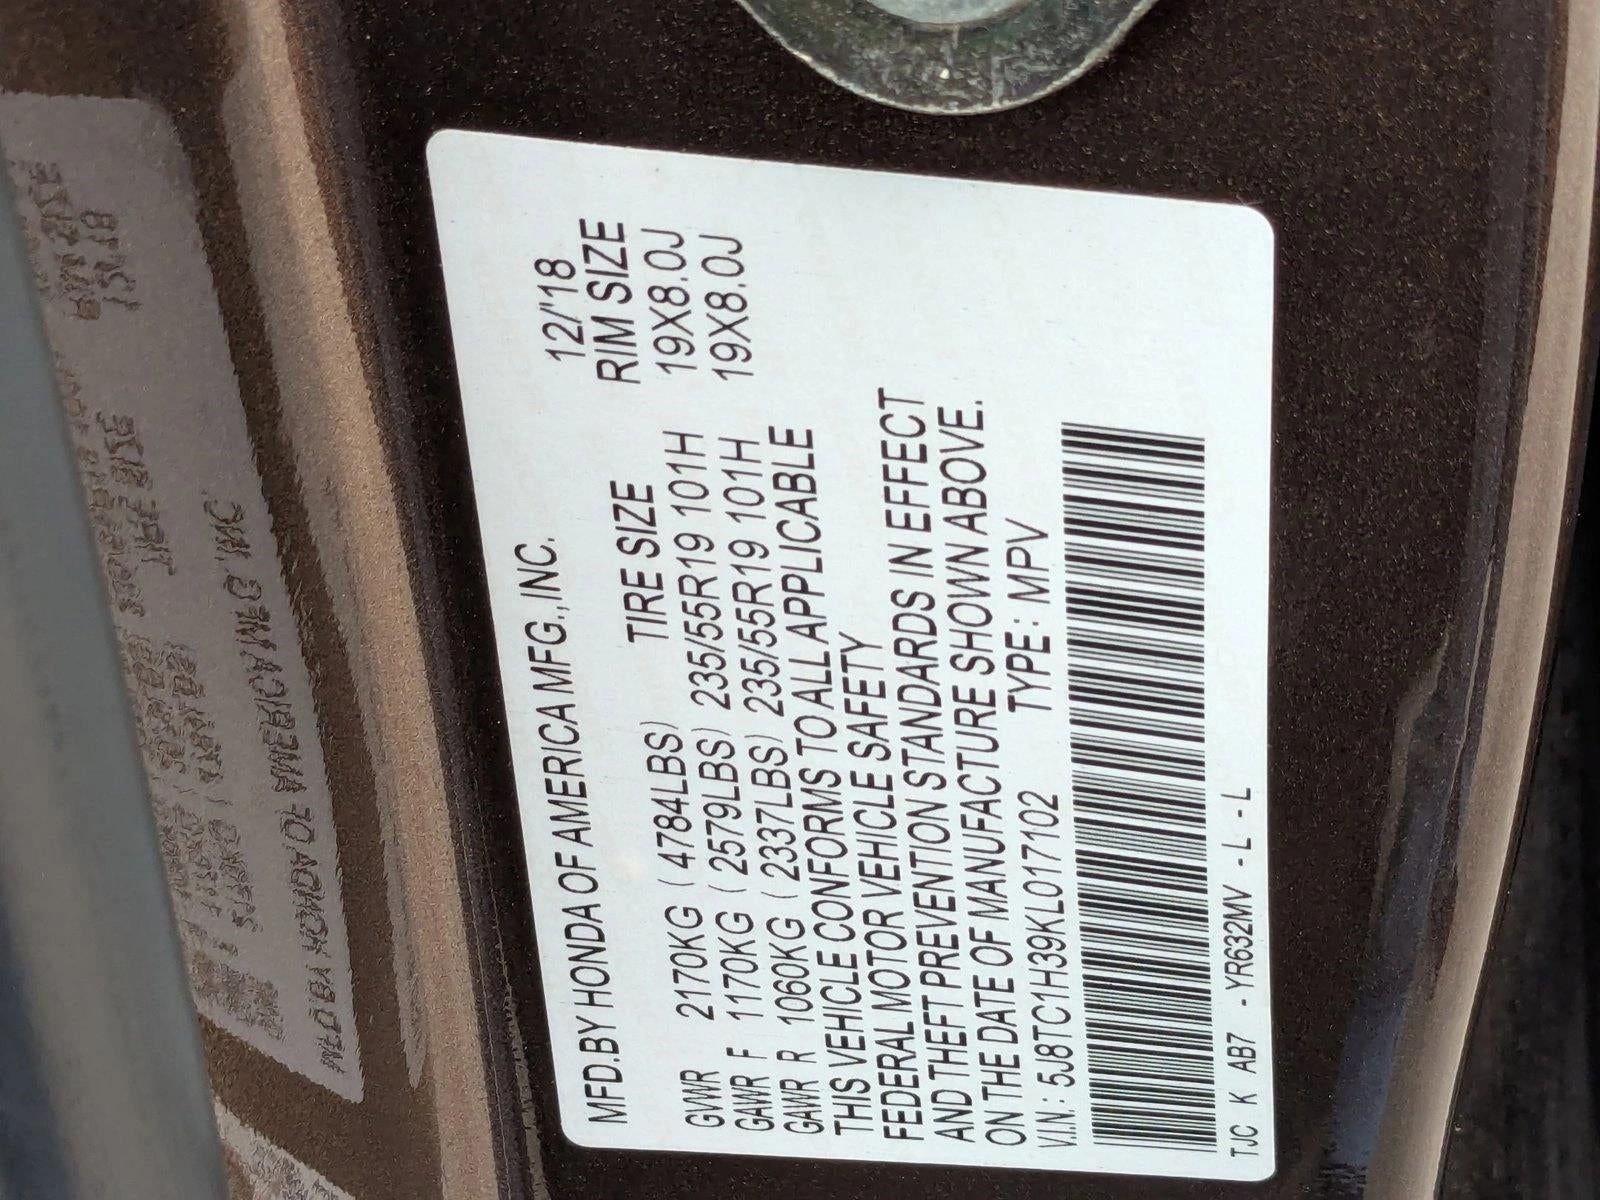 MFD.BY HONDA OF AMERICA MFG.,INC. 12/'18
TIRE SIZE RIM SIZE
GVWR 2170KG ( 4784LBS) 235/55R19 101H 19X8.0J
GAWR F 1170KG ( 2579LBS) 235/55R19 101H 19X8.0J
GAWR R 1060KG ( 2337LBS)
THIS VEHICLE CONFORMS TO ALL APPLICABLE
FEDERAL MOTOR VEHICLE SAFETY
AND THEFT PREVENTION STANDARDS IN EFFECT
ON THE DATE OF MANUFACTURE SHOWN ABOVE.
V.I.N.: 5J8TC1H39KL017102 TYPE: MPV
TJC K AB7 - YR632MV - L - L